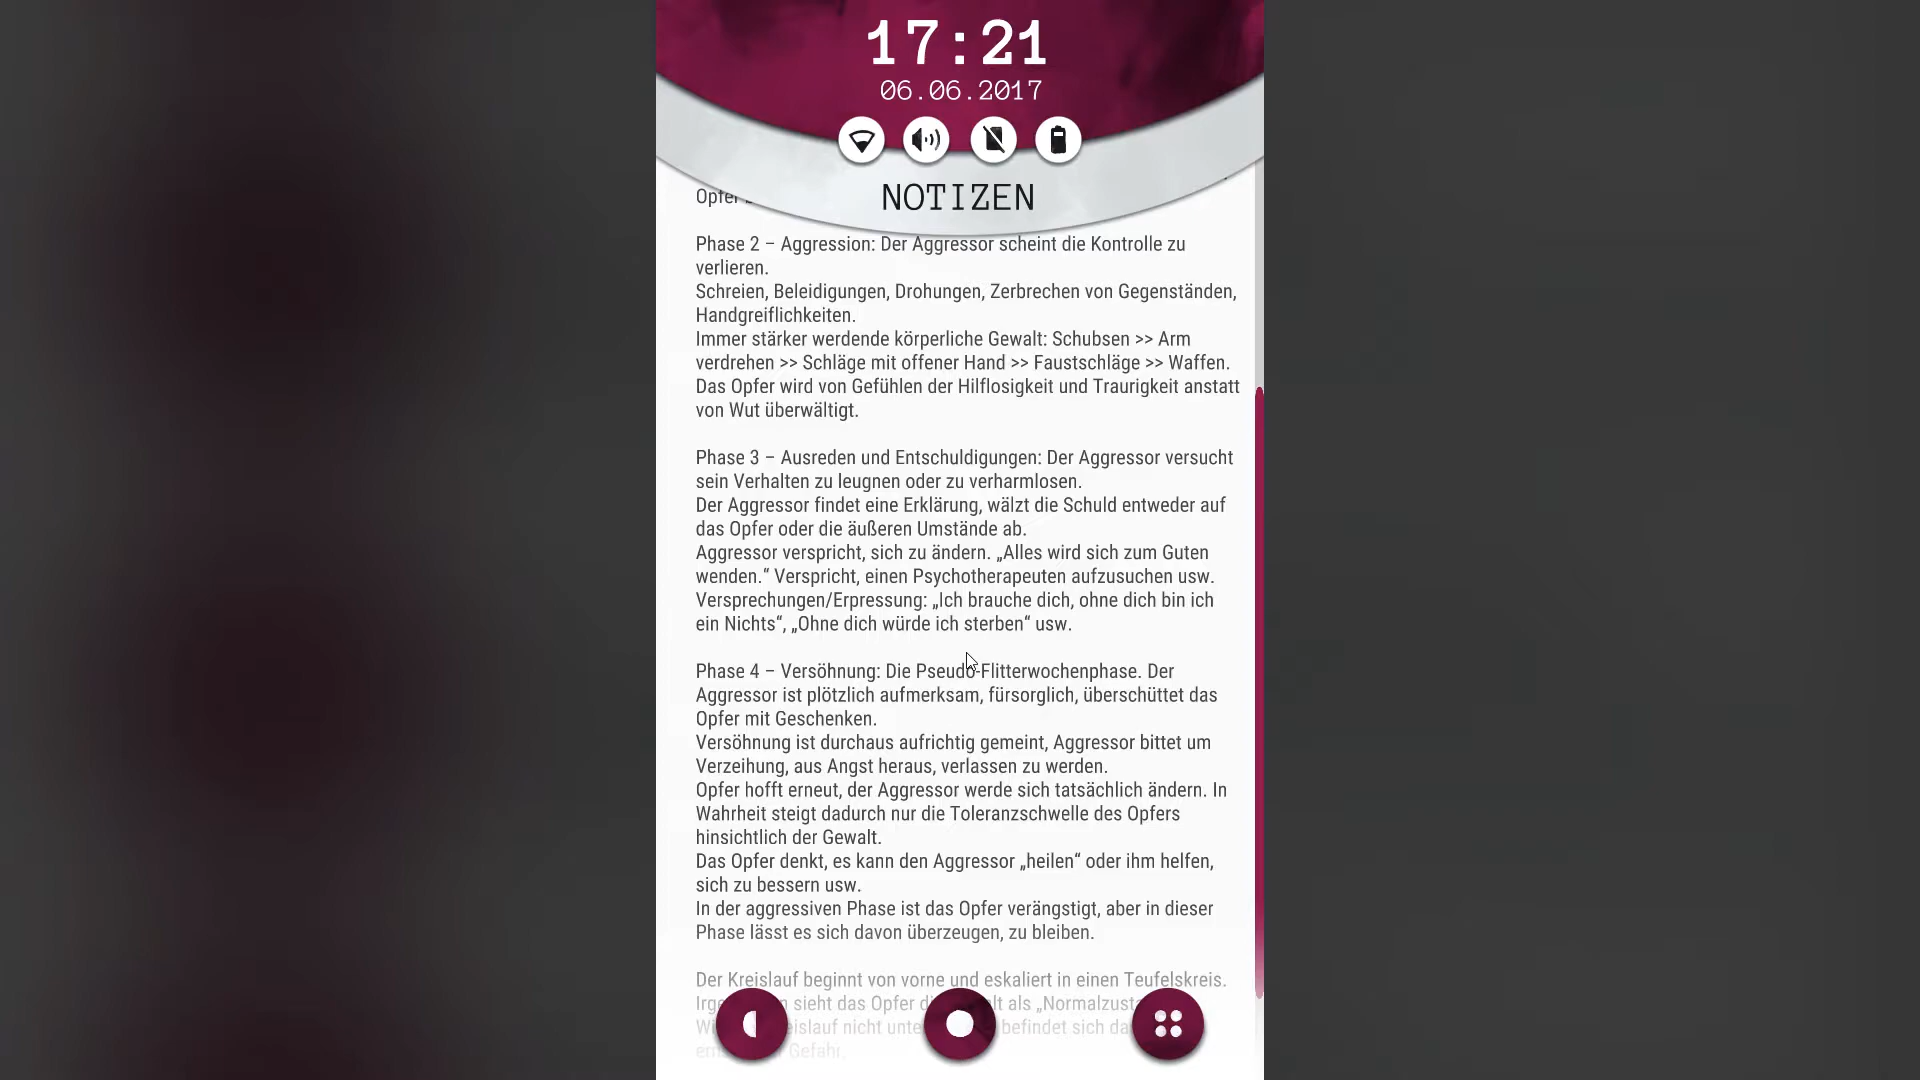 17:21
06.06.2017
NOTIZEN
Opfer
Phase 2 – Aggression: Der Aggressor scheint die Kontrolle zu
verlieren.
Schreien, Beleidigungen, Drohungen, Zerbrechen von Gegenständen,
Handgreiflichkeiten.
Immer stärker werdende körperliche Gewalt: Schubsen >> Arm
verdrehen >> Schläge mit offener Hand >> Faustschläge >> Waffen.
Das Opfer wird von Gefühlen der Hilflosigkeit und Traurigkeit anstatt
von Wut überwältigt.
Phase 3 – Ausreden und Entschuldigungen: Der Aggressor versucht
sein Verhalten zu leugnen oder zu verharmlosen.
Der Aggressor findet eine Erklärung, wälzt die Schuld entweder auf
das Opfer oder die äußeren Umstände ab.
Aggressor verspricht, sich zu ändern. „Alles wird sich zum Guten
wenden.“ Verspricht, einen Psychotherapeuten aufzusuchen usw.
Versprechungen/Erpressung: „Ich brauche dich, ohne dich bin ich
ein Nichts“, „Ohne dich würde ich sterben“ usw.
Phase 4 – Versöhnung: Die Pseudo-Flitterwochenphase. Der
Aggressor ist plötzlich aufmerksam, fürsorglich, überschüttet das
Opfer mit Geschenken.
Versöhnung ist durchaus aufrichtig gemeint, Aggressor bittet um
Verzeihung, aus Angst heraus, verlassen zu werden.
Opfer hofft erneut, der Aggressor werde sich tatsächlich ändern. In
Wahrheit steigt dadurch nur die Toleranzschwelle des Opfers
hinsichtlich der Gewalt.
Das Opfer denkt, es kann den Aggressor „heilen“ oder ihm helfen,
sich zu bessern usw.
In der aggressiven Phase ist das Opfer verängstigt, aber in dieser
Phase lässt es sich davon überzeugen, zu bleiben.
Der Kreislauf beginnt von vorne und eskaliert in einen Teufelskreis.
sieht das Opfer als
nicht befindet sich
Gefahr.